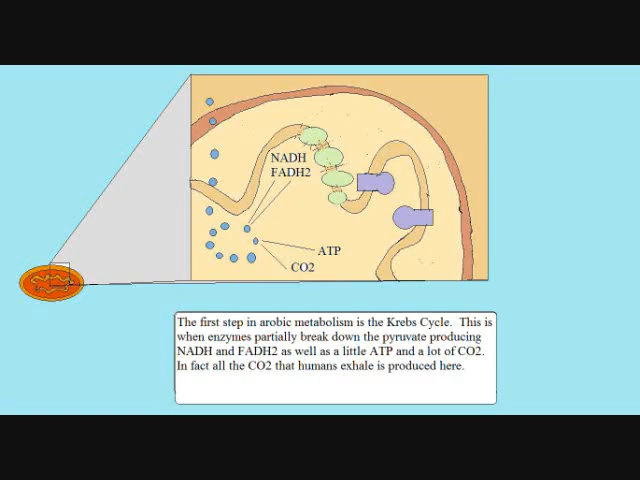 NADH
FADH2
ATP
CO2
The first step in arobic metabolism is the Krebs Cycle.  This is
when enzymes partially break down the pyruvate producing
NADH and FADH2 as well as a little ATP and a lot of CO2.
In fact all the CO2 that humans exhale is produced here.